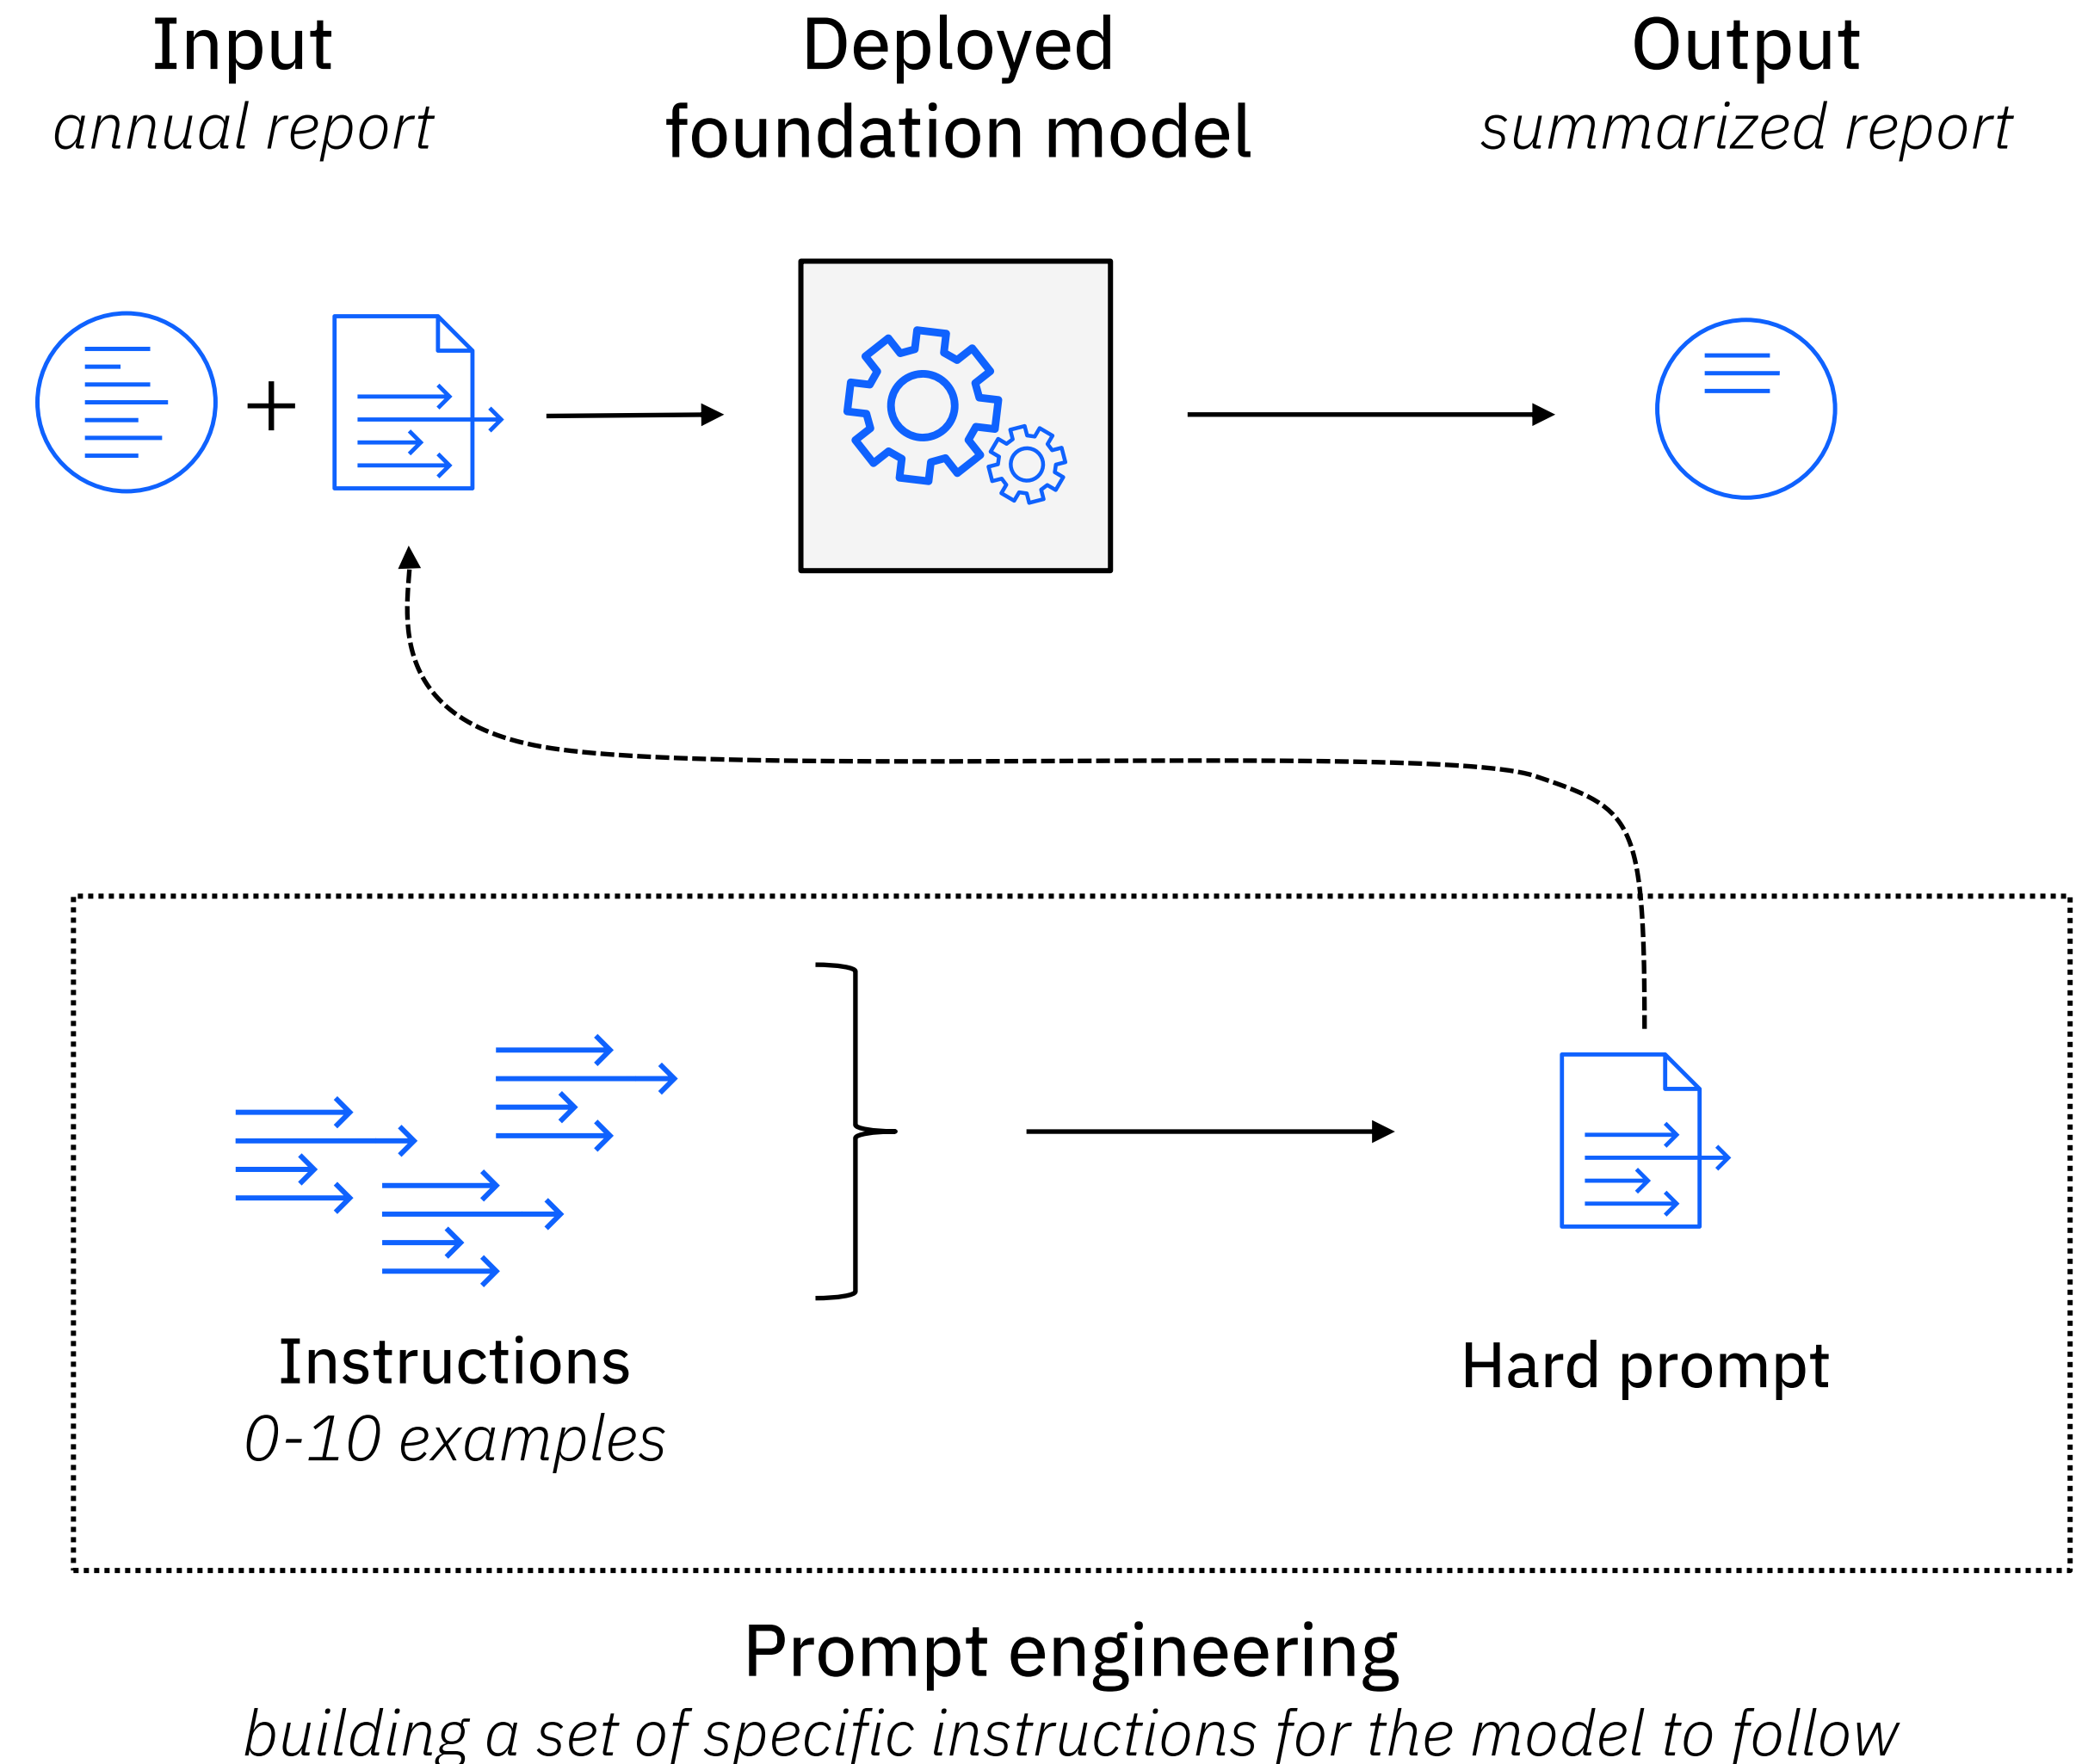 Input
annual report
Deployed
foundation model
Output
summarized report
+
Instructions
0-10 examples
Hard prompt
Prompt engineering
building a set of specific instructions for the model to follow